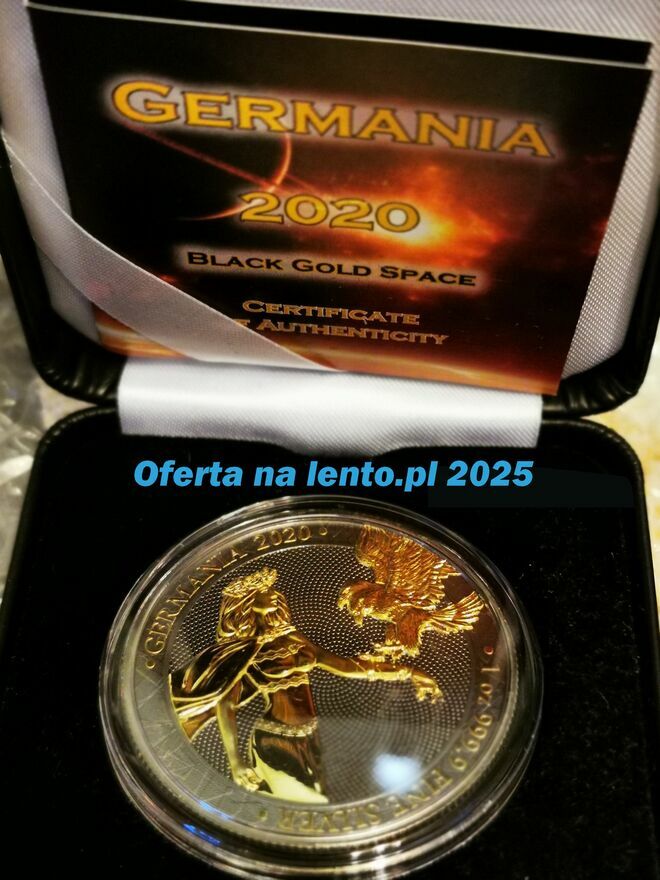 GERMANIA
2020
BLACK GOLD SPACE
CERTIFICATE
OF AUTHENTICITY
Oferta na lento.pl 2025
• GERMANIA 2020 •
• 1 oz 999.9 FINE SILVER •